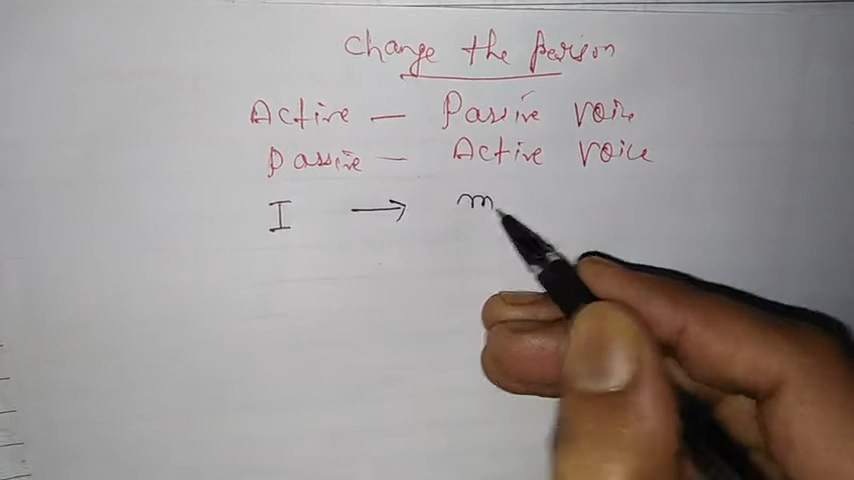 Change the person
Active — Passive voice
Passive — Active voice
I → m